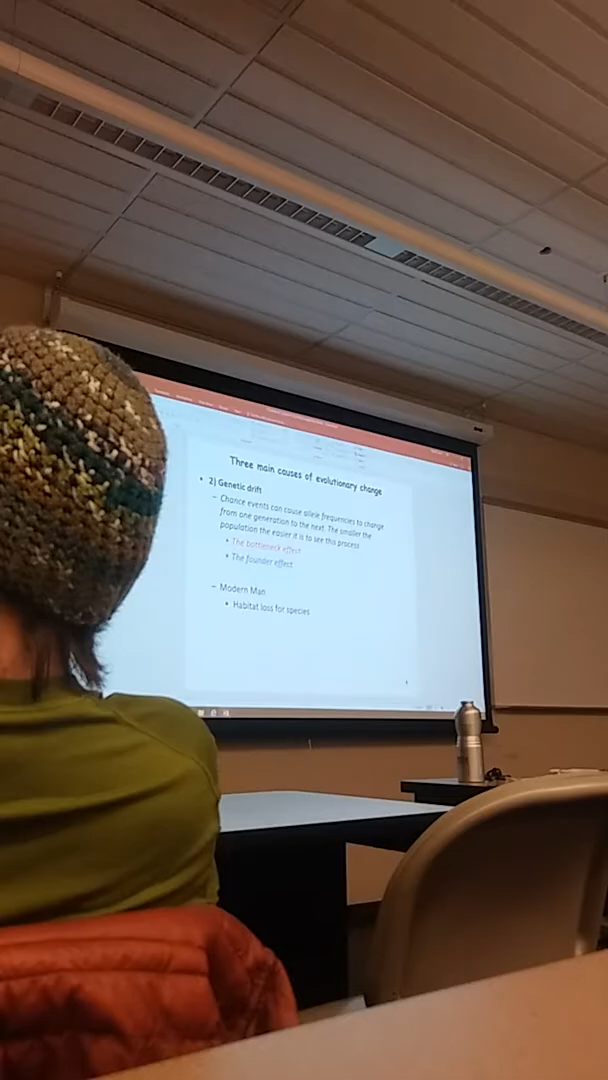 Three main causes of evolutionary change
• 2) Genetic drift
– Chance events can cause allele frequencies to change
from one generation to the next. The smaller the
population the easier it is to see this process
• The bottleneck effect
• The founder effect
– Modern Man
• Habitat loss for species